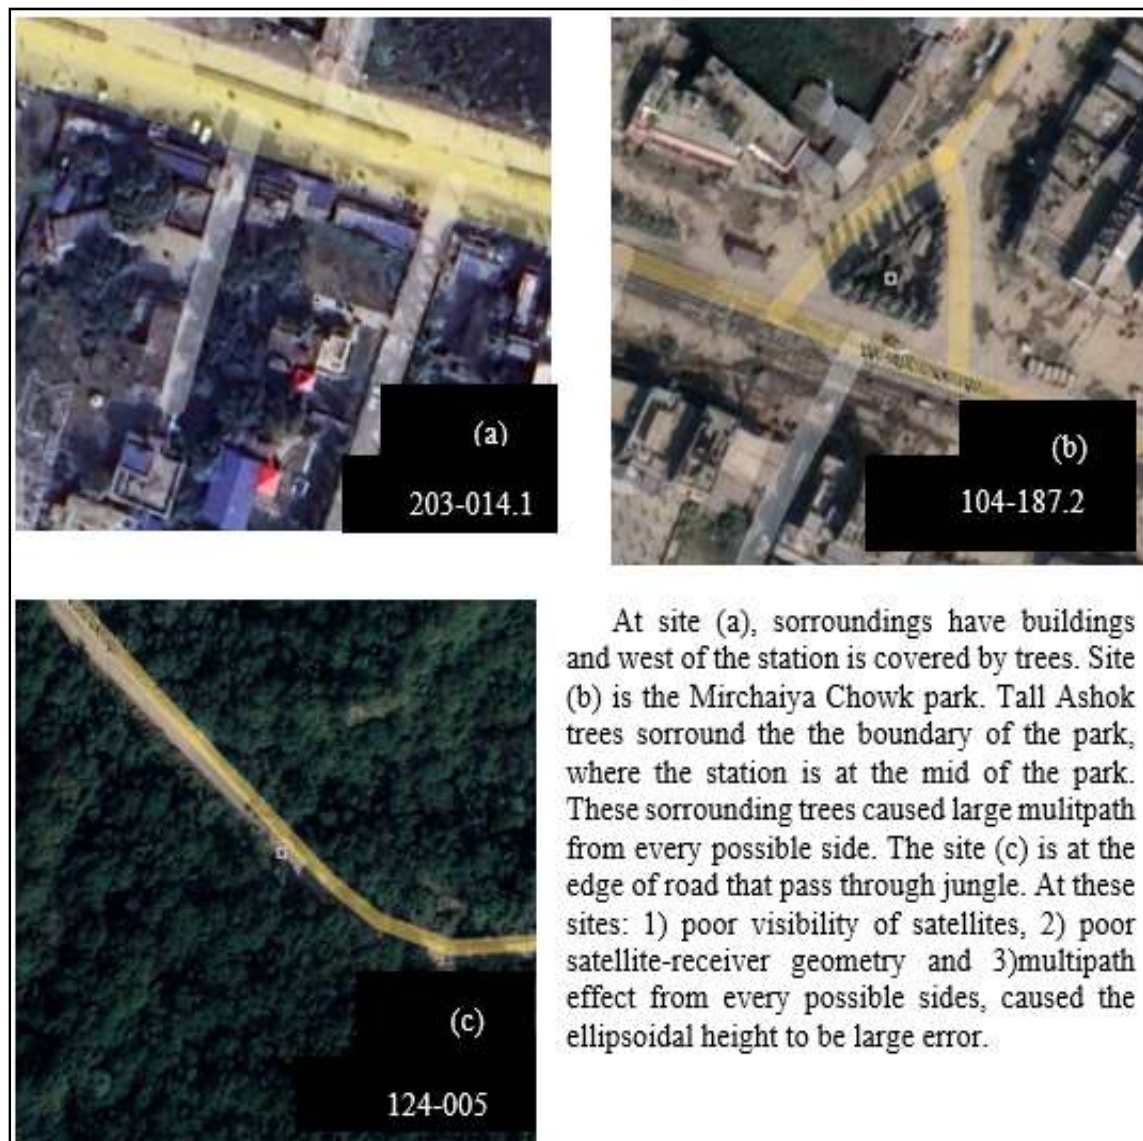 (a)
203-014.1
(b)
104-187.2
(c)
124-005
At site (a), sorroundings have buildings
and west of the station is covered by trees. Site
(b) is the Mirchaiya Chowk park. Tall Ashok
trees sorround the the boundary of the park,
where the station is at the mid of the park.
These sorrounding trees caused large mulitpath
from every possible side. The site (c) is at the
edge of road that pass through jungle. At these
sites: 1) poor visibility of satellites, 2) poor
satellite-receiver geometry and 3)multipath
effect from every possible sides, caused the
ellipsoidal height to be large error.